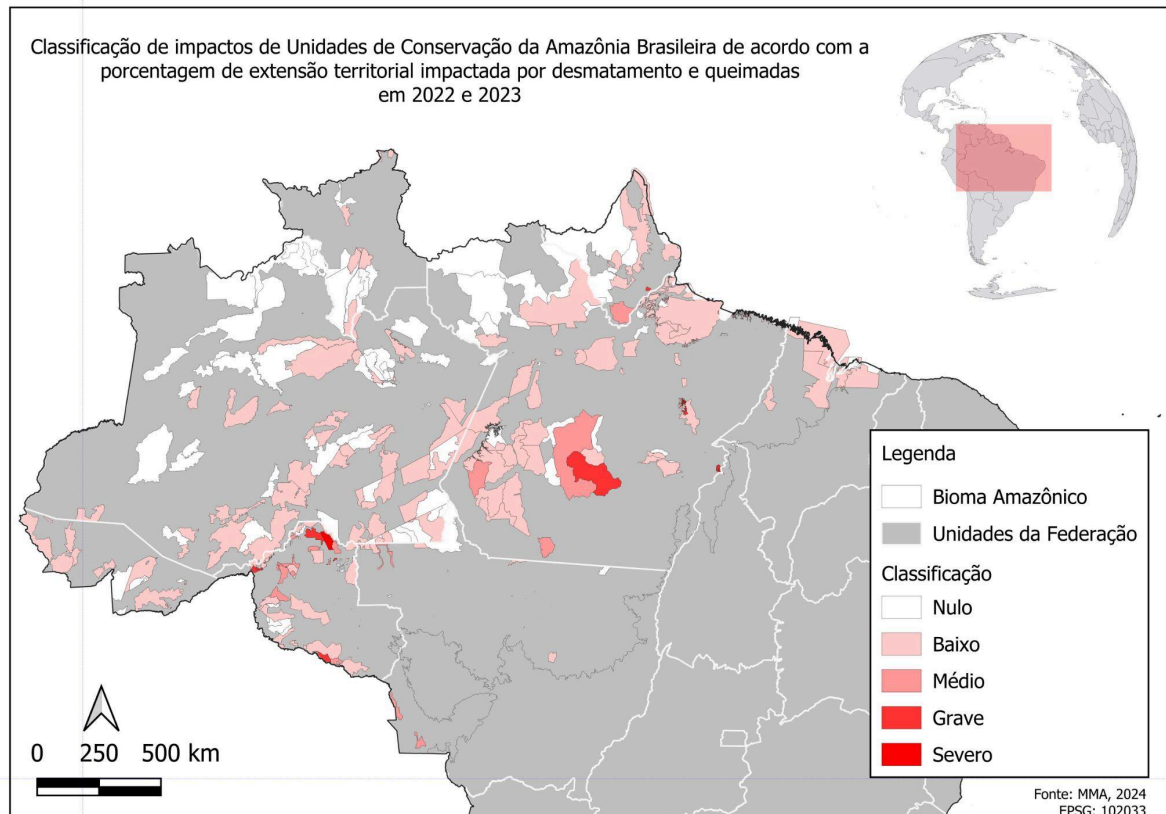 Classificação de impactos de Unidades de Conservação da Amazônia Brasileira de acordo com a
porcentagem de extensão territorial impactada por desmatamento e queimadas
em 2022 e 2023
Legenda
Bioma Amazônico
Unidades da Federação
Classificação
Nulo
Baixo
Médio
Grave
Severo
0 250 500 km
Fonte: MMA, 2024
EPSG: 102033